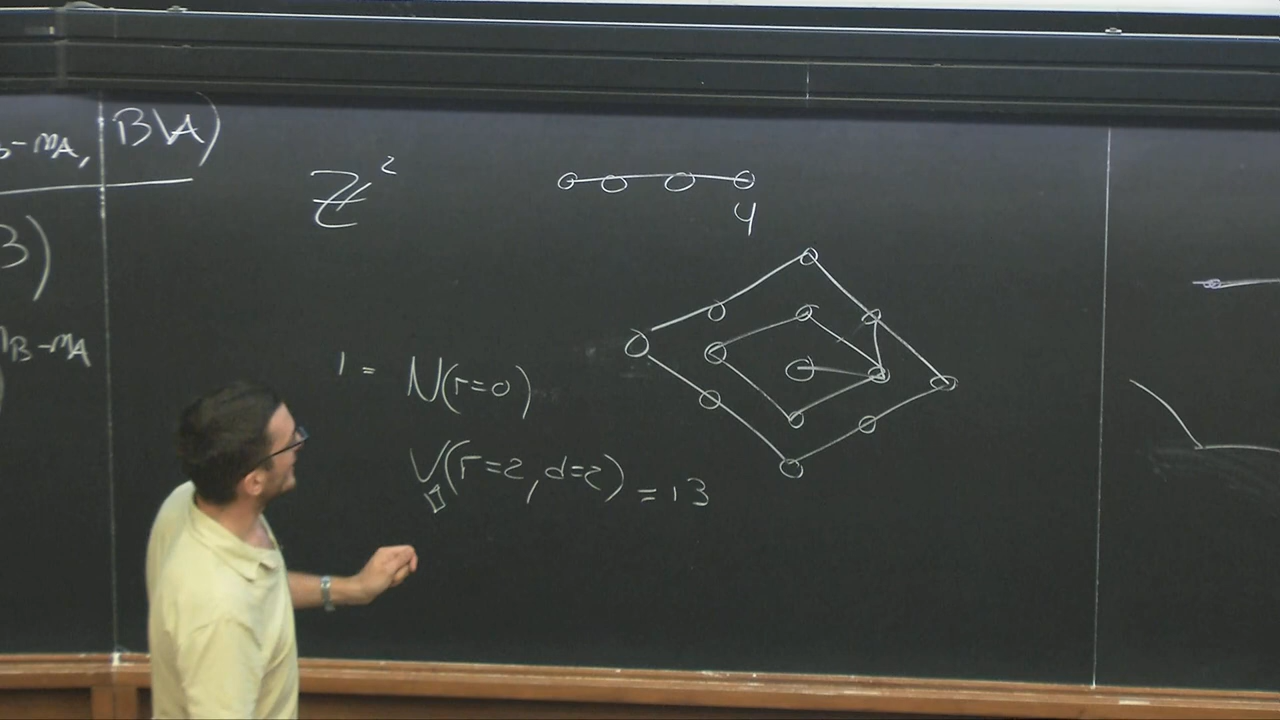 B-mA, B\A)
B)
mB-mA
Z²
4
1 = N(r=0)
V◇(r=2, d=2) = 13